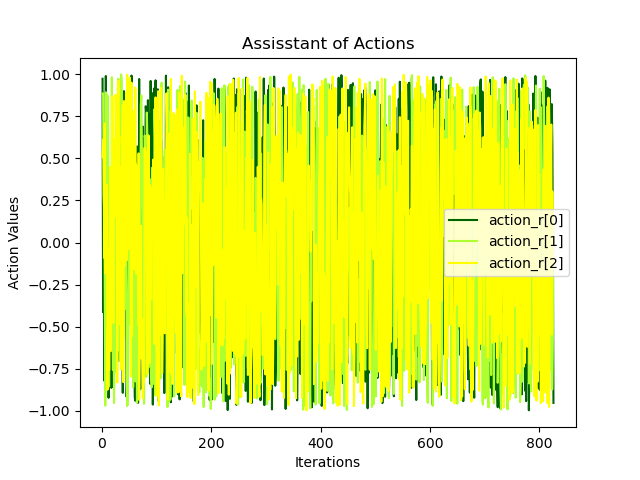 Assisstant of Actions
Action Values
1.00
0.75
0.50
0.25
0.00
−0.25
−0.50
−0.75
−1.00
action_r[0]
action_r[1]
action_r[2]
0 200 400 600 800
Iterations